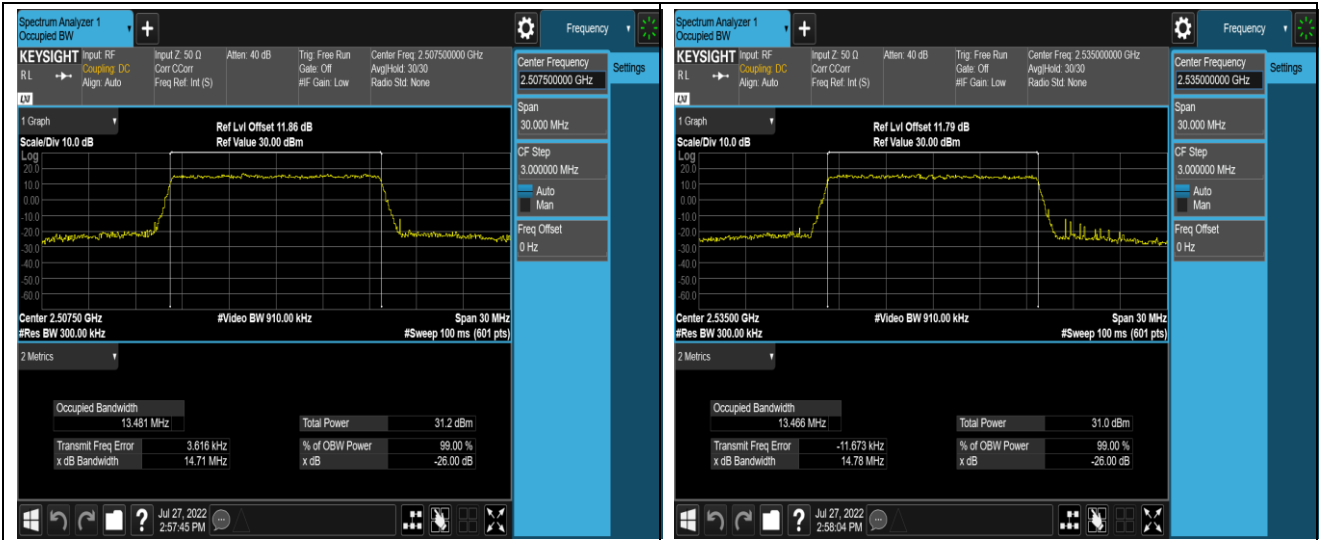 Spectrum Analyzer 1
Occupied BW
+
Frequency
KEYSIGHT
RL
LXI
Input: RF
Coupling: DC
Align: Auto
Input Z: 50 Ω
Corr CCorr
Freq Ref: Int (S)
Atten: 40 dB
Trig: Free Run
Gate: Off
#IF Gain: Low
Center Freq: 2.507500000 GHz
Avg|Hold: 30/30
Radio Std: None
Center Frequency
2.507500000 GHz
Settings
Span
30.000 MHz
CF Step
3.000000 MHz
Auto
Man
Freq Offset
0 Hz
1 Graph
Scale/Div 10.0 dB
Ref Lvl Offset 11.86 dB
Ref Value 30.00 dBm
Log
20.0
10.0
0.00
-10.0
-20.0
-30.0
-40.0
-50.0
-60.0
Center 2.50750 GHz
#Res BW 300.00 kHz
#Video BW 910.00 kHz
Span 30 MHz
#Sweep 100 ms (601 pts)
2 Metrics
Occupied Bandwidth
13.481 MHz
Total Power 31.2 dBm
Transmit Freq Error 3.616 kHz
% of OBW Power 99.00 %
x dB Bandwidth 14.71 MHz
x dB -26.00 dB
?
Jul 27, 2022
2:57:45 PM
Spectrum Analyzer 1
Occupied BW
+
Frequency
KEYSIGHT
RL
LXI
Input: RF
Coupling: DC
Align: Auto
Input Z: 50 Ω
Corr CCorr
Freq Ref: Int (S)
Atten: 40 dB
Trig: Free Run
Gate: Off
#IF Gain: Low
Center Freq: 2.535000000 GHz
Avg|Hold: 30/30
Radio Std: None
Center Frequency
2.535000000 GHz
Settings
Span
30.000 MHz
CF Step
3.000000 MHz
Auto
Man
Freq Offset
0 Hz
1 Graph
Scale/Div 10.0 dB
Ref Lvl Offset 11.79 dB
Ref Value 30.00 dBm
Log
20.0
10.0
0.00
-10.0
-20.0
-30.0
-40.0
-50.0
-60.0
Center 2.53500 GHz
#Res BW 300.00 kHz
#Video BW 910.00 kHz
Span 30 MHz
#Sweep 100 ms (601 pts)
2 Metrics
Occupied Bandwidth
13.466 MHz
Total Power 31.0 dBm
Transmit Freq Error -11.673 kHz
% of OBW Power 99.00 %
x dB Bandwidth 14.78 MHz
x dB -26.00 dB
?
Jul 27, 2022
2:58:04 PM